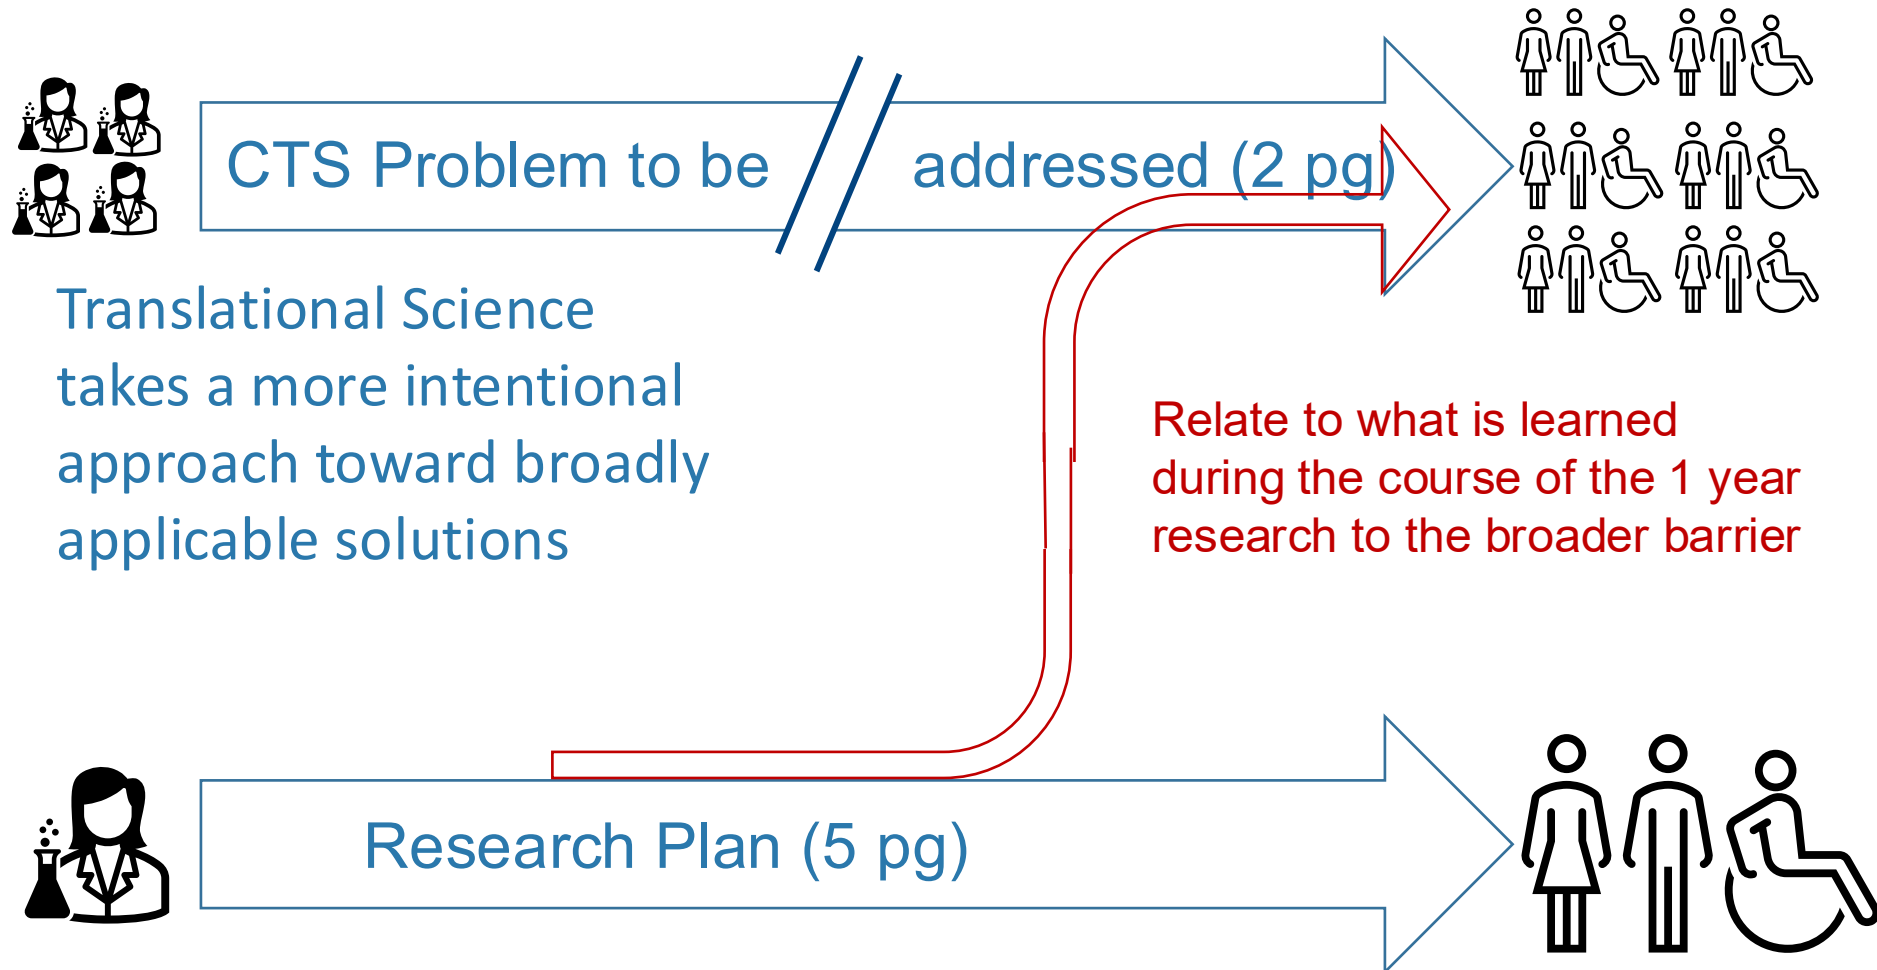 CTS Problem to be addressed (2 pg)
Translational Science
takes a more intentional
approach toward broadly
applicable solutions
Relate to what is learned
during the course of the 1 year
research to the broader barrier
Research Plan (5 pg)